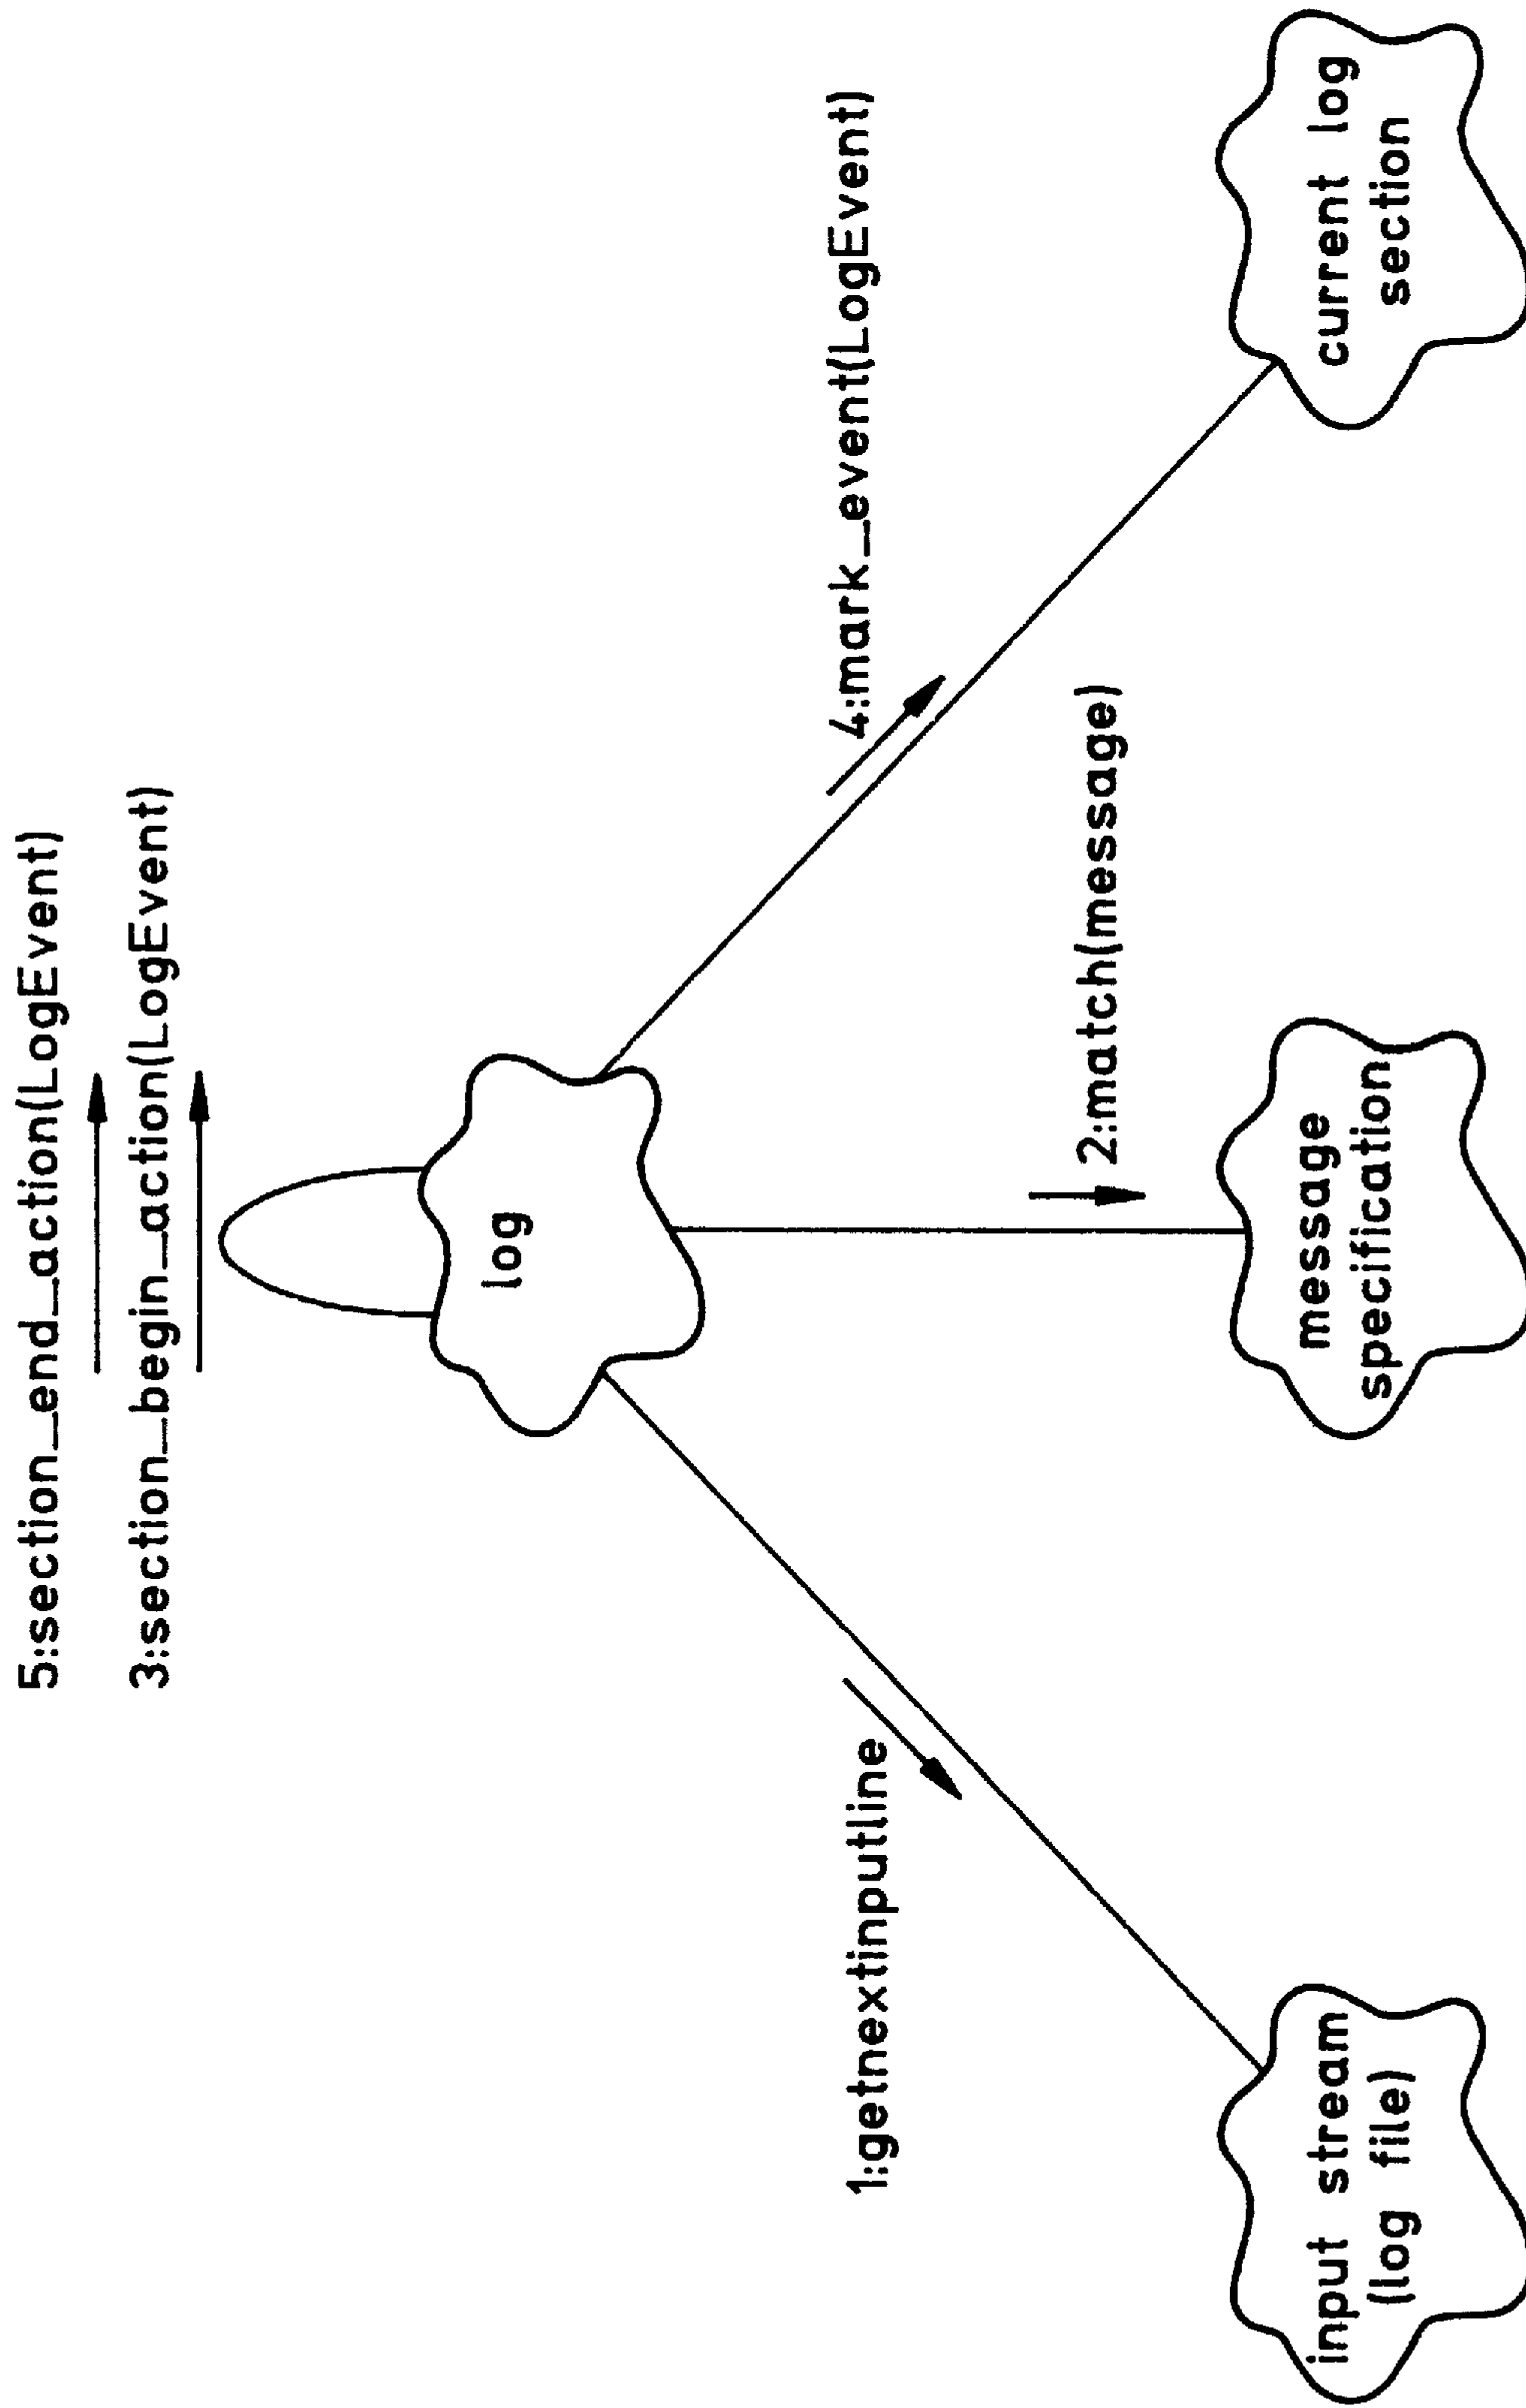 5:section_end_action(LogEvent)
3:section_begin_action(LogEvent)
log
1:getnextinputline
4:mark_event(LogEvent)
2:match(message)
input stream
(log file)
message
specification
current log
section